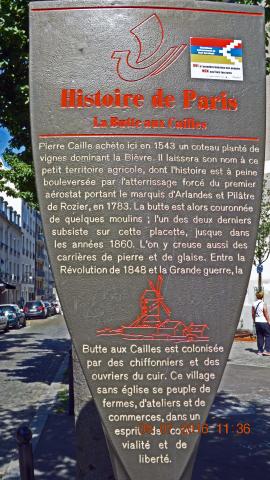 Histoire de Paris
La Butte aux Cailles
Pierre Caille achète ici en 1543 un coteau planté de
vignes dominant la Bièvre. Il laissera son nom à ce
petit territoire agricole, dont l'histoire est à peine
bouleversée par l'atterrissage forcé du premier
aérostat portant le marquis d'Arlandes et Pilâtre
de Rozier, en 1783. La butte est alors couronnée
de quelques moulins ; l'un des deux derniers
subsiste sur cette placette, jusque dans
les années 1860. L'on y creuse aussi des
carrières de pierre et de glaise. Entre la
Révolution de 1848 et la Grande guerre, la
Butte aux Cailles est colonisée
par des chiffonniers et des
ouvriers du cuir. Ce village
sans église se peuple de
fermes, d'ateliers et de
commerces, dans un
esprit de convi-
vialité et de
liberté.
2013 11:36